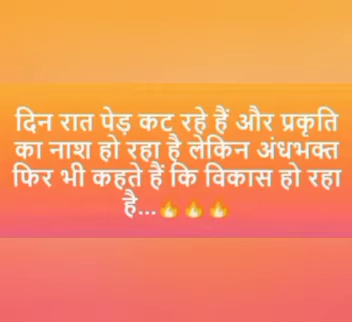 दिन रात पेड़ कट रहे हैं और प्रकृति
का नाश हो रहा है लेकिन अंधभक्त
फिर भी कहते हैं कि विकास हो रहा
है...🔥🔥🔥